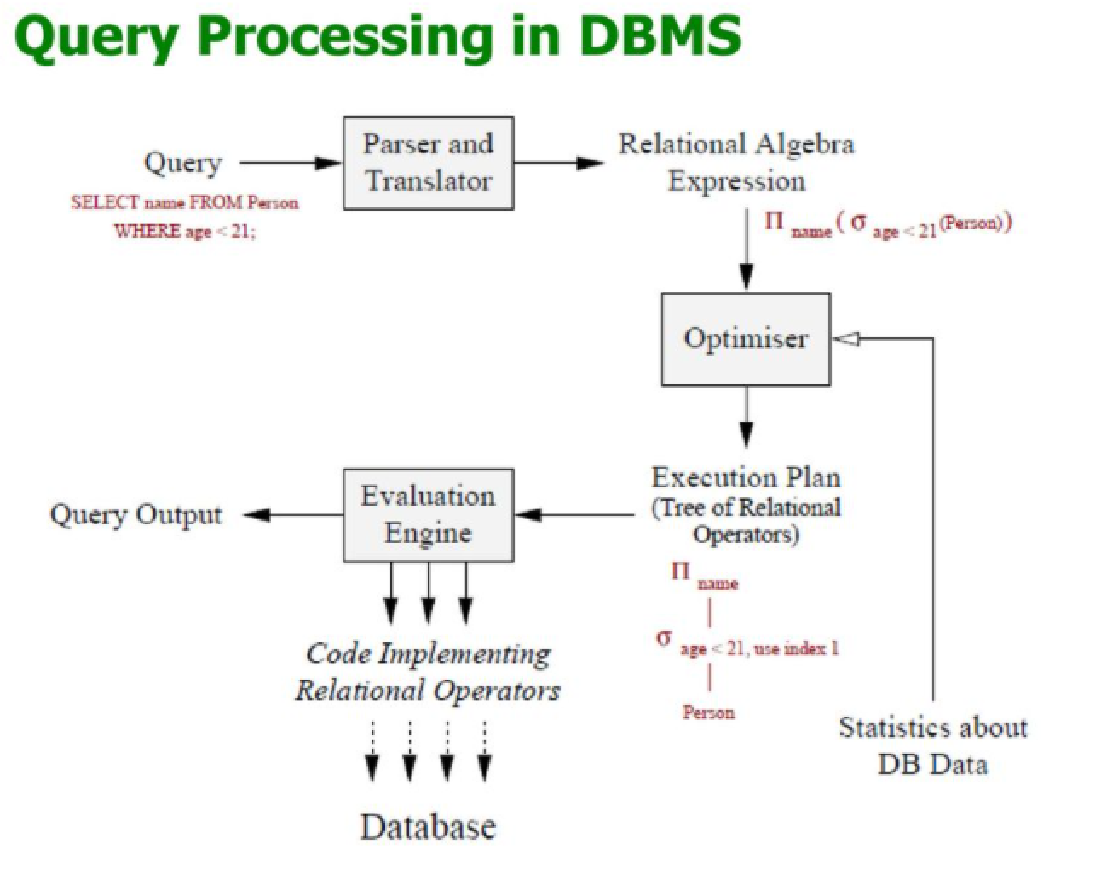 Query Processing in DBMS
Query
SELECT name FROM Person
WHERE age < 21;
Parser and
Translator
Relational Algebra
Expression
Π name ( σ age < 21 (Person))
Optimiser
Execution Plan
(Tree of Relational
Operators)
Π name
σ age < 21, use index 1
Person
Evaluation
Engine
Query Output
Code Implementing
Relational Operators
Database
Statistics about
DB Data